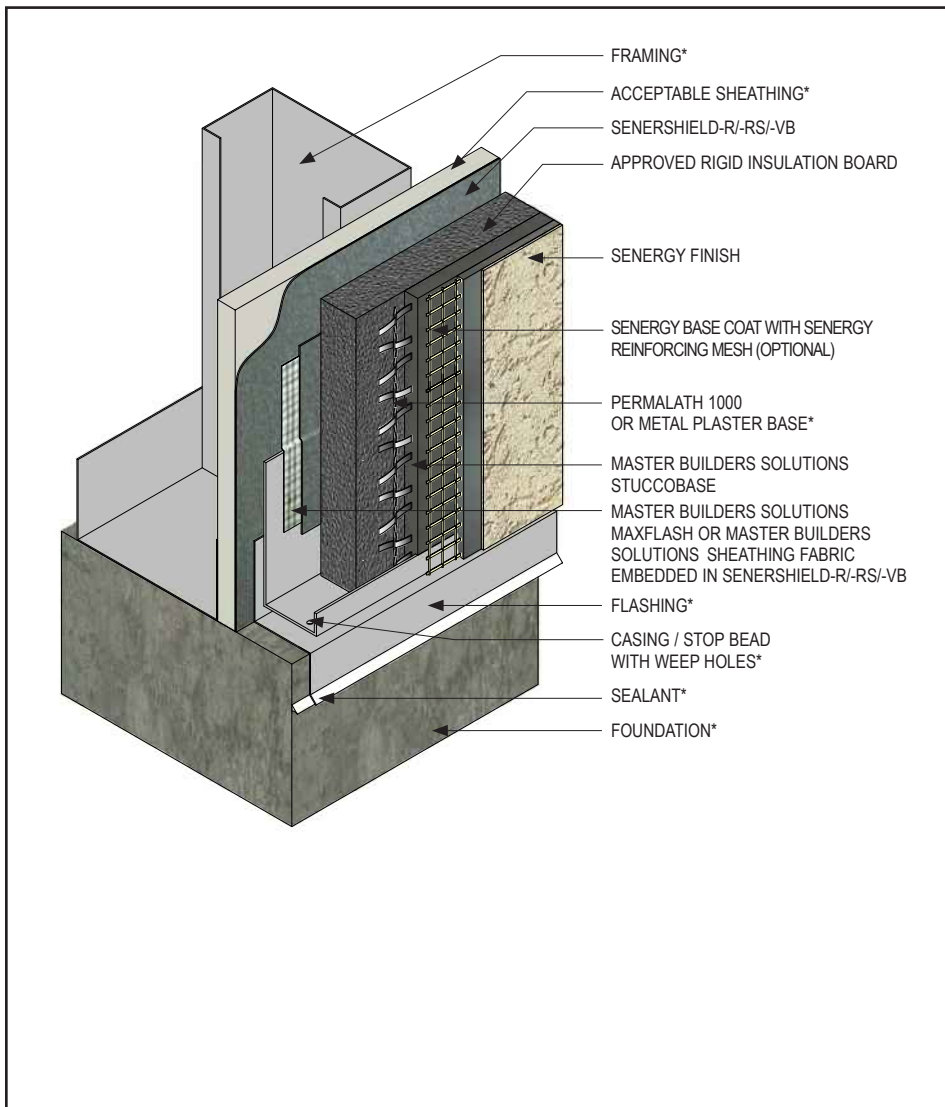 FRAMING*
ACCEPTABLE SHEATHING*
SENERSHIELD-R/-RS/-VB
APPROVED RIGID INSULATION BOARD
SENERGY FINISH
SENERGY BASE COAT WITH SENERGY
REINFORCING MESH (OPTIONAL)
PERMALATH 1000
OR METAL PLASTER BASE*
MASTER BUILDERS SOLUTIONS
STUCCOBASE
MASTER BUILDERS SOLUTIONS
MAXFLASH OR MASTER BUILDERS
SOLUTIONS SHEATHING FABRIC
EMBEDDED IN SENERSHIELD-R/-RS/-VB
FLASHING*
CASING / STOP BEAD
WITH WEEP HOLES*
SEALANT*
FOUNDATION*